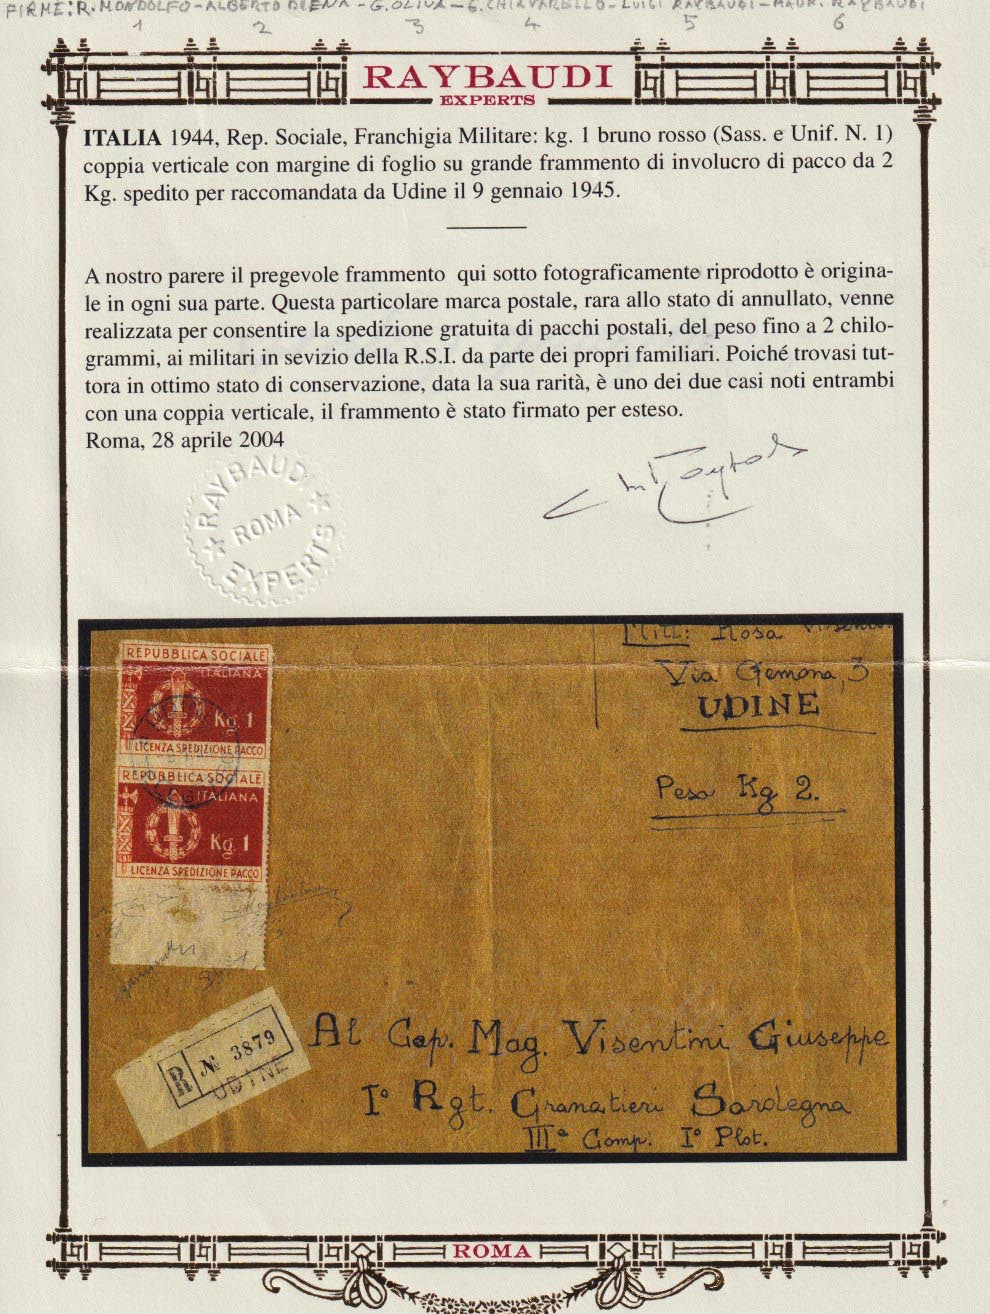 FIRME: R. MONDOLFO - ALBERTO DIENA - G. OLIVA - G. CHIAVARELLO - LUIGI RAYBAUDI - MAUR. RAYBAUDI
1 2 3 4 5 6
RAYBAUDI
EXPERTS
ITALIA 1944, Rep. Sociale, Franchigia Militare: kg. 1 bruno rosso (Sass. e Unif. N. 1)
coppia verticale con margine di foglio su grande frammento di involucro di pacco da 2
Kg. spedito per raccomandata da Udine il 9 gennaio 1945.
A nostro parere il pregevole frammento qui sotto fotograficamente riprodotto è origina-
le in ogni sua parte. Questa particolare marca postale, rara allo stato di annullato, venne
realizzata per consentire la spedizione gratuita di pacchi postali, del peso fino a 2 chilo-
grammi, ai militari in sevizio della R.S.I. da parte dei propri familiari. Poiché trovasi tut-
tora in ottimo stato di conservazione, data la sua rarità, è uno dei due casi noti entrambi
con una coppia verticale, il frammento è stato firmato per esteso.
Roma, 28 aprile 2004
RAYBAUDI
ROMA
EXPERTS
Mitt: Rosa
Via Gemona, 3
UDINE
Peso Kg 2.
REPUBBLICA SOCIALE
ITALIANA
Kg. 1
LICENZA SPEDIZIONE PACCO
REPUBBLICA SOCIALE
ITALIANA
Kg. 1
LICENZA SPEDIZIONE PACCO
R № 3879
UDINE
Al Cap. Mag. Visentini Giuseppe
I° Rgt. Granatieri Sardegna
IIIª Comp. I° Plot.
ROMA